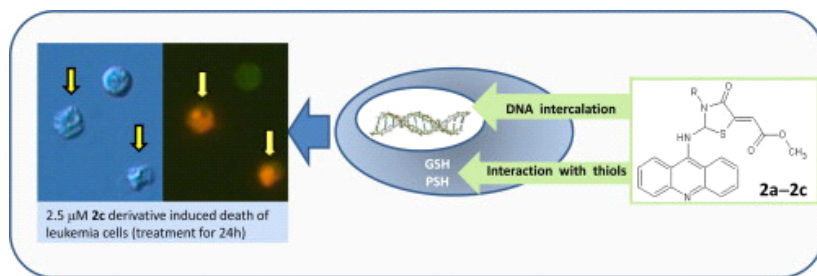 2.5 μM 2c derivative induced death of
leukemia cells (treatment for 24h)
DNA intercalation
GSH
PSH
Interaction with thiols
R
O
N
HN
S
O
O
CH3
N
2a–2c